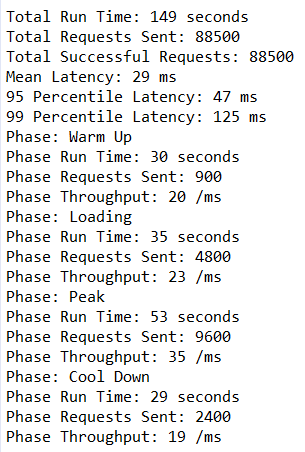 Total Run Time: 149 seconds
Total Requests Sent: 88500
Total Successful Requests: 88500
Mean Latency: 29 ms
95 Percentile Latency: 47 ms
99 Percentile Latency: 125 ms
Phase: Warm Up
Phase Run Time: 30 seconds
Phase Requests Sent: 900
Phase Throughput: 20 /ms
Phase: Loading
Phase Run Time: 35 seconds
Phase Requests Sent: 4800
Phase Throughput: 23 /ms
Phase: Peak
Phase Run Time: 53 seconds
Phase Requests Sent: 9600
Phase Throughput: 35 /ms
Phase: Cool Down
Phase Run Time: 29 seconds
Phase Requests Sent: 2400
Phase Throughput: 19 /ms